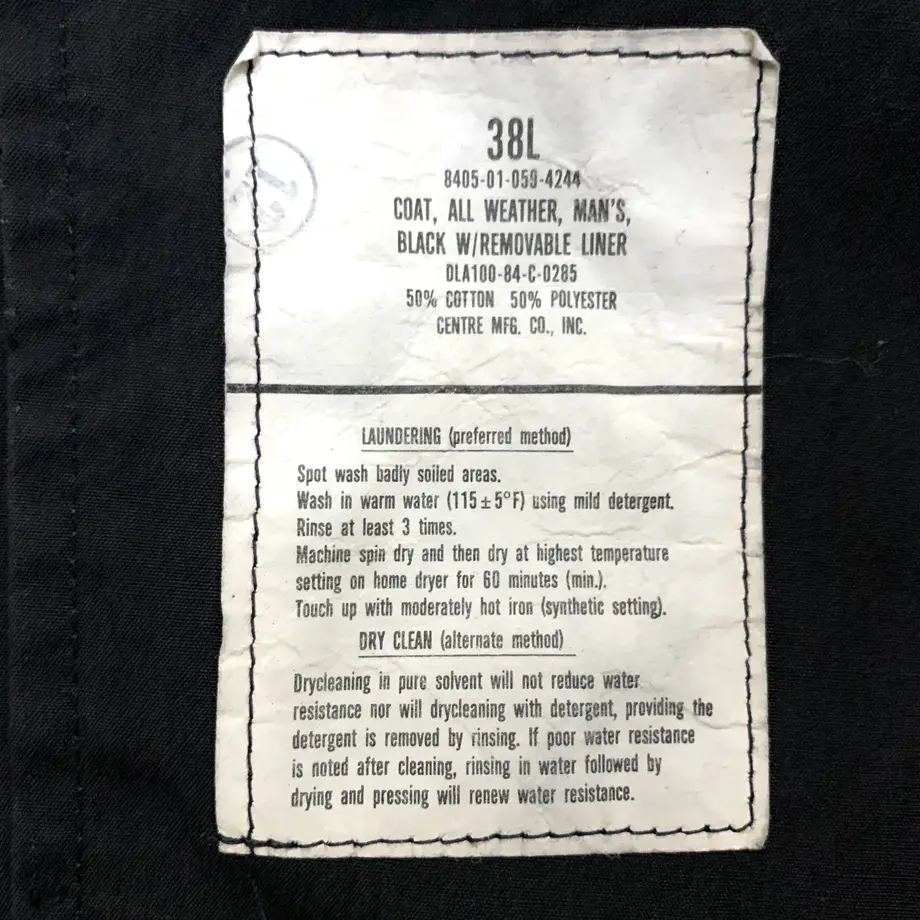 38L
8405-01-059-4244
COAT, ALL WEATHER, MAN'S,
BLACK W/REMOVABLE LINER
DLA100-84-C-0285
50% COTTON 50% POLYESTER
CENTRE MFG. CO., INC.
LAUNDERING (preferred method)
Spot wash badly soiled areas.
Wash in warm water (115±5°F) using mild detergent.
Rinse at least 3 times.
Machine spin dry and then dry at highest temperature
setting on home dryer for 60 minutes (min.).
Touch up with moderately hot iron (synthetic setting).
DRY CLEAN (alternate method)
Drycleaning in pure solvent will not reduce water
resistance nor will drycleaning with detergent, providing the
detergent is removed by rinsing. If poor water resistance
is noted after cleaning, rinsing in water followed by
drying and pressing will renew water resistance.